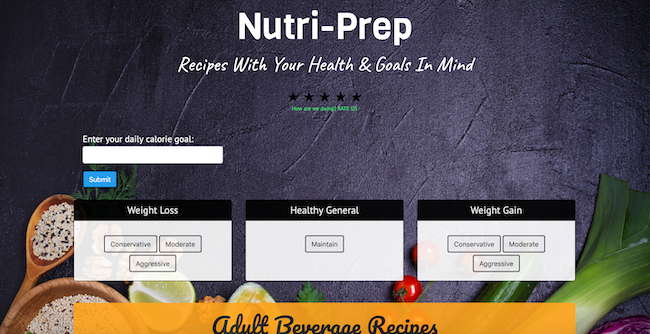 Nutri-Prep
Recipes With Your Health & Goals In Mind
How are we doing? RATE US
Enter your daily calorie goal:
Submit
Weight Loss
Conservative Moderate
Aggressive
Healthy General
Maintain
Weight Gain
Conservative Moderate
Aggressive
Adult Beverage Recipes